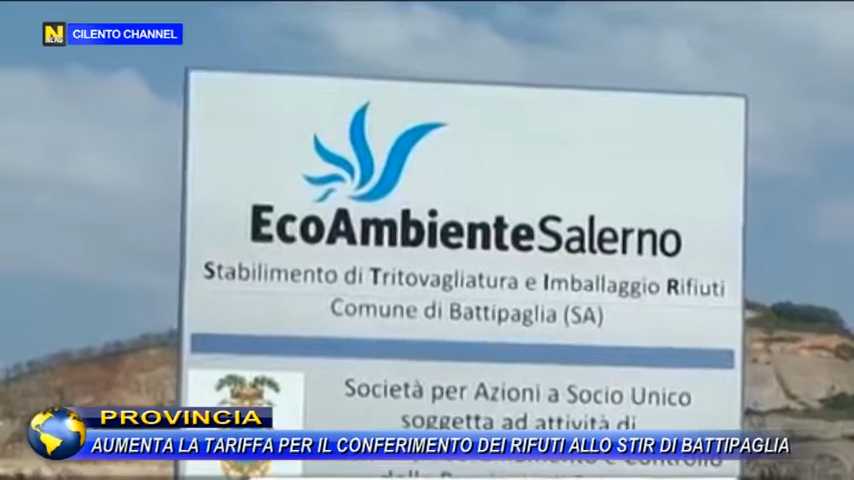 CILENTO CHANNEL
EcoAmbienteSalerno
Stabilimento di Tritovagliatura e Imballaggio Rifiuti
Comune di Battipaglia (SA)
Società per Azioni a Socio Unico
soggetta ad attività di
PROVINCIA
AUMENTA LA TARIFFA PER IL CONFERIMENTO DEI RIFUTI ALLO STIR DI BATTIPAGLIA